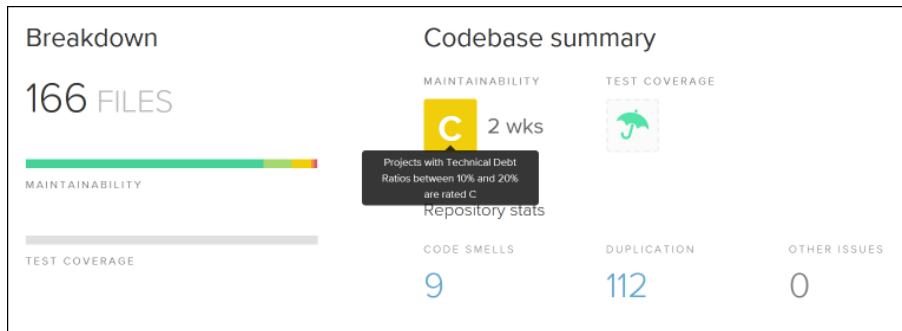 Breakdown
166 FILES
MAINTAINABILITY
TEST COVERAGE
Codebase summary
MAINTAINABILITY
C 2 wks
TEST COVERAGE
Projects with Technical Debt
Ratios between 10% and 20%
are rated C
Repository stats
CODE SMELLS
9
DUPLICATION
112
OTHER ISSUES
0